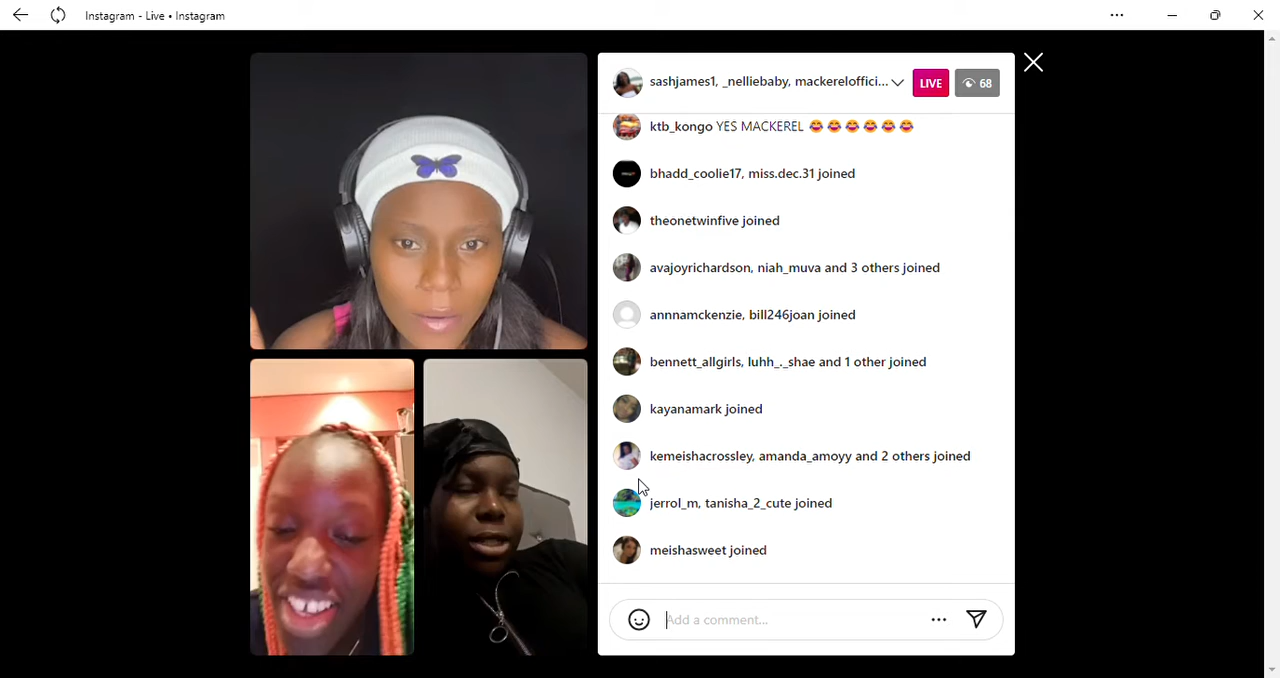 Instagram - Live • Instagram
sashjames1, _nelliebaby, mackereloffici...
LIVE
68
ktb_kongo YES MACKEREL 😂😂😂😂😂😂
bhadd_coolie17, miss.dec.31 joined
theonetwinfive joined
avajoyrichardson, niah_muva and 3 others joined
annnamckenzie, bill246joan joined
bennett_allgirls, luhh_._shae and 1 other joined
kayanamark joined
kemeishacrossley, amanda_amoyy and 2 others joined
jerrol_m, tanisha_2_cute joined
meishasweet joined
Add a comment...